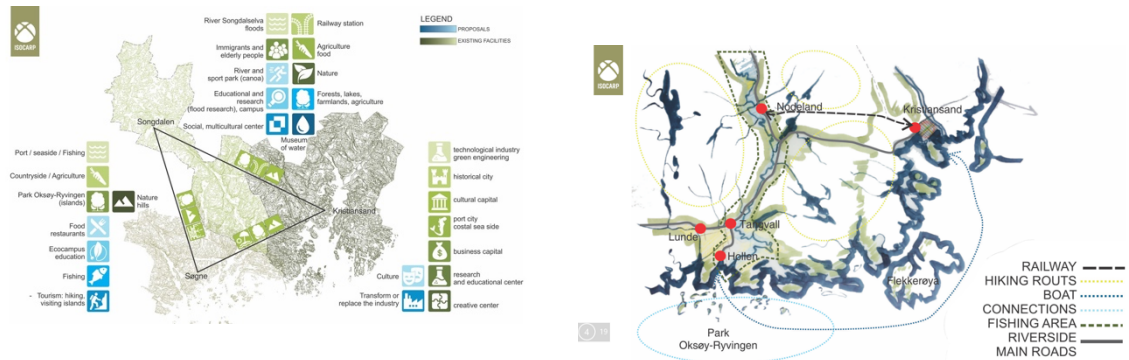 ISOCARP
River Songdalselva
floods
Railway station
Immigrants and
elderly people
Agriculture
food
River and
sport park (canoa)
Nature
Educational and
research
(flood research), campus
Forests, lakes,
farmlands, agriculture
Social, multicultural center
Museum
of water
LEGEND
PROPOSALS
EXISTING FACILITIES
Songdalen
Kristiansand
Søgne
Port / seaside / Fishing
Countryside / Agriculture
Park Oksøy-Ryvingen
(islands)
Nature
hills
Food
restaurants
Ecocampus
education
Fishing
- Tourism: hiking,
visiting islands
technological industry
green engineering
historical city
cultural capital
port city
costal sea side
business capital
research
and educational center
creative center
Culture
Transform or
replace the industry
ISOCARP
Nodeland
Kristiansand
Tangvall
Lunde
Hollen
Flekkerøya
Park
Oksøy-Ryvingen
RAILWAY
HIKING ROUTS
BOAT
CONNECTIONS
FISHING AREA
RIVERSIDE
MAIN ROADS
4 19